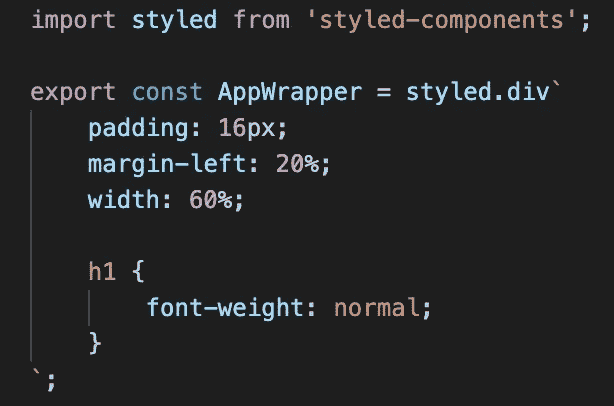 import styled from 'styled-components';
export const AppWrapper = styled.div`
padding: 16px;
margin-left: 20%;
width: 60%;
h1 {
font-weight: normal;
}
`;